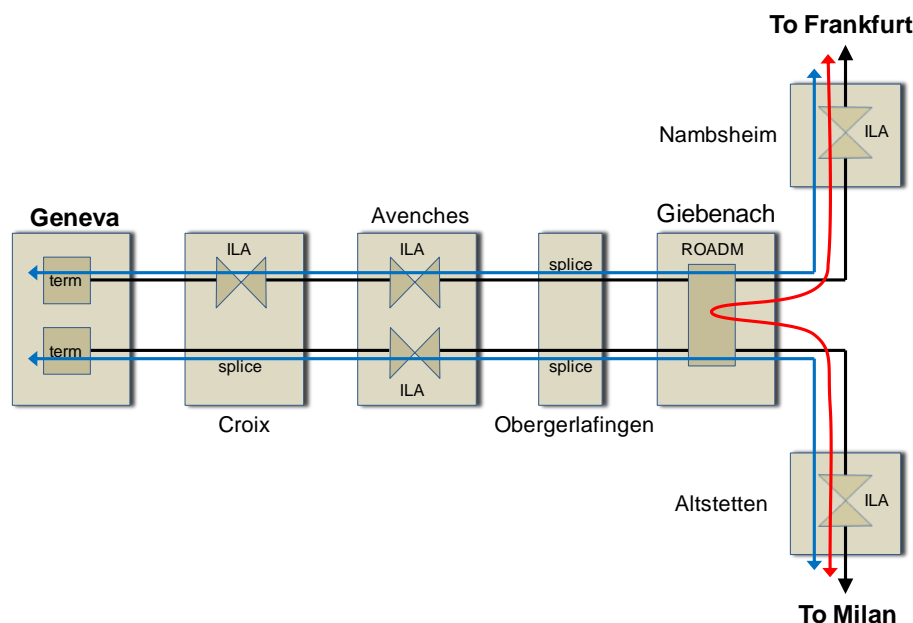 To Frankfurt
Nambsheim
ILA
Geneva
Avenches
Giebenach
ILA
ILA
ROADM
term
splice
term
splice
splice
ILA
Croix
Obergerlafingen
Altstetten
ILA
To Milan